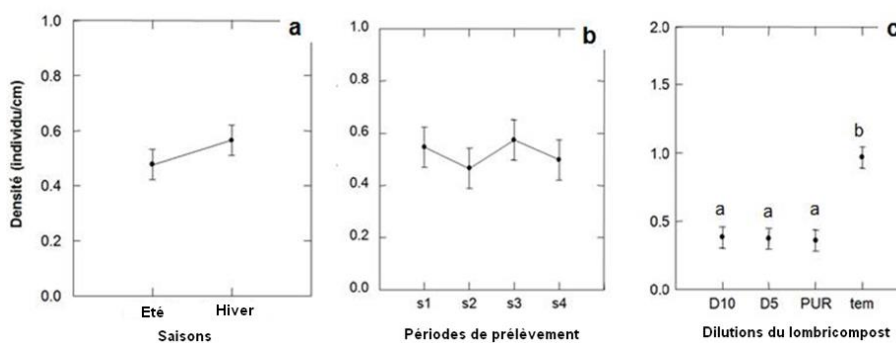 a
b
c
Densité (individu/cm)
1.0
0.8
0.6
0.4
0.2
0.0
Eté
Hiver
Saisons
1.0
0.8
0.6
0.4
0.2
0.0
s1
s2
s3
s4
Périodes de prélèvement
2.0
1.5
1.0
0.5
0.0
a
a
a
b
D10
D5
PUR
tem
Dilutions du lombricompost